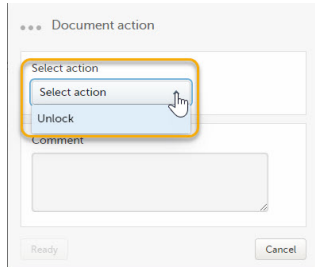 Document action
Select action
Select action
Unlock
Comment
Ready
Cancel